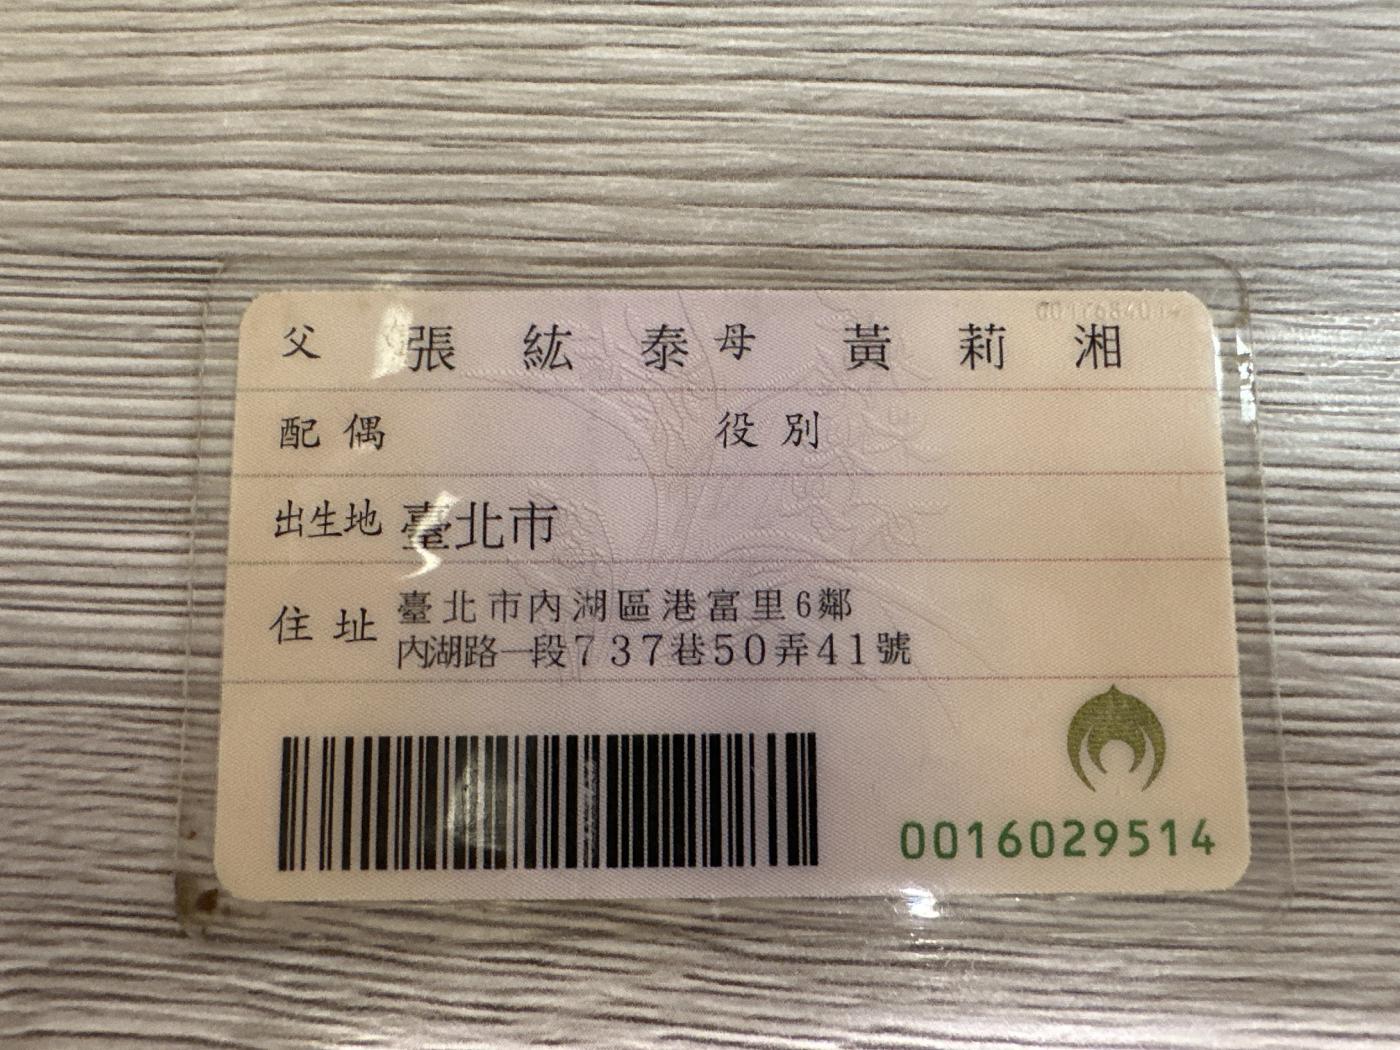 父 張紘泰 母 黃莉湘
配偶 役別
出生地 臺北市
住址 臺北市內湖區港富里6鄰
內湖路一段737巷50弄41號
0016029514